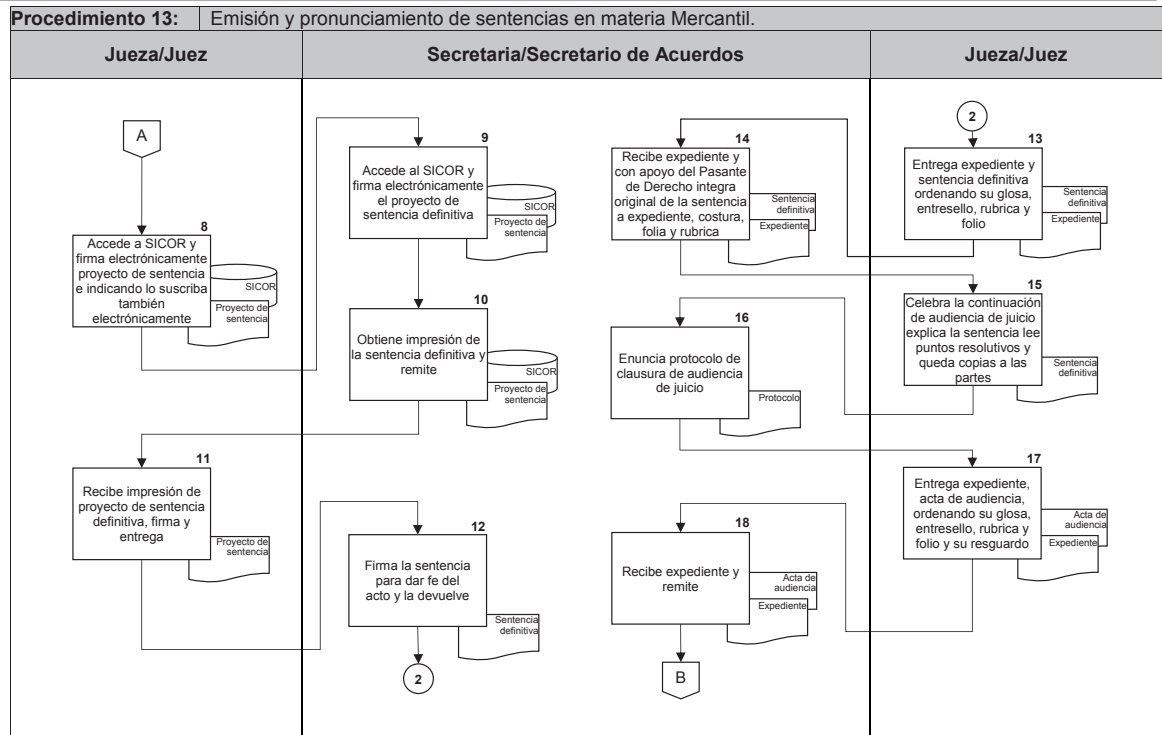 Procedimiento 13: Emisión y pronunciamiento de sentencias en materia Mercantil.
Jueza/Juez
Secretaria/Secretario de Acuerdos
Jueza/Juez
A
8
Accede a SICOR y
firma electrónicamente
proyecto de sentencia
e indicando lo suscriba
también
electrónicamente
SICOR
Proyecto de
sentencia
9
Accede al SICOR y
firma electrónicamente
el proyecto de
sentencia definitiva
SICOR
Proyecto de
sentencia
10
Obtiene impresión de
la sentencia definitiva y
remite
SICOR
Proyecto de
sentencia
11
Recibe impresión de
proyecto de sentencia
definitiva, firma y
entrega
Proyecto de
sentencia
12
Firma la sentencia
para dar fe del
acto y la devuelve
Sentencia
definitiva
2
2
13
Entrega expediente y
sentencia definitiva
ordenando su glosa,
entresello, rubrica y
folio
Sentencia
definitiva
Expediente
14
Recibe expediente y
con apoyo del Pasante
de Derecho integra
original de la sentencia
a expediente, costura,
folia y rubrica
Sentencia
definitiva
Expediente
15
Celebra la continuación
de audiencia de juicio
explica la sentencia lee
puntos resolutivos y
queda copias a las
partes
Sentencia
definitiva
16
Enuncia protocolo de
clausura de audiencia
de juicio
Protocolo
17
Entrega expediente,
acta de audiencia,
ordenando su glosa,
entresello, rubrica y
folio y su resguardo
Acta de
audiencia
Expediente
18
Recibe expediente y
remite
Acta de
audiencia
Expediente
B